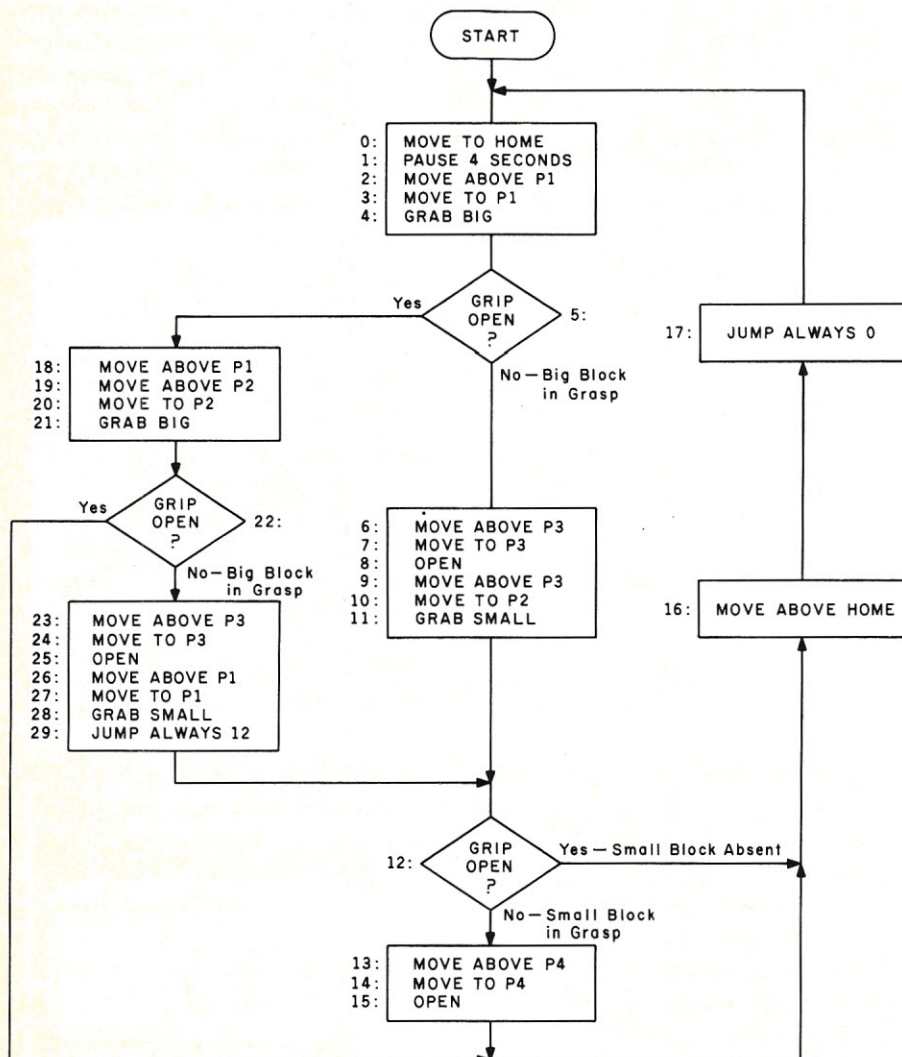 START
0: MOVE TO HOME
1: PAUSE 4 SECONDS
2: MOVE ABOVE P1
3: MOVE TO P1
4: GRAB BIG
Yes
GRIP
OPEN
?
5:
No—Big Block
in Grasp
17: JUMP ALWAYS 0
18: MOVE ABOVE P1
19: MOVE ABOVE P2
20: MOVE TO P2
21: GRAB BIG
Yes
GRIP
OPEN
?
22:
No—Big Block
in Grasp
6: MOVE ABOVE P3
7: MOVE TO P3
8: OPEN
9: MOVE ABOVE P3
10: MOVE TO P2
11: GRAB SMALL
16: MOVE ABOVE HOME
23: MOVE ABOVE P3
24: MOVE TO P3
25: OPEN
26: MOVE ABOVE P1
27: MOVE TO P1
28: GRAB SMALL
29: JUMP ALWAYS 12
12:
GRIP
OPEN
?
Yes—Small Block Absent
No—Small Block
in Grasp
13: MOVE ABOVE P4
14: MOVE TO P4
15: OPEN